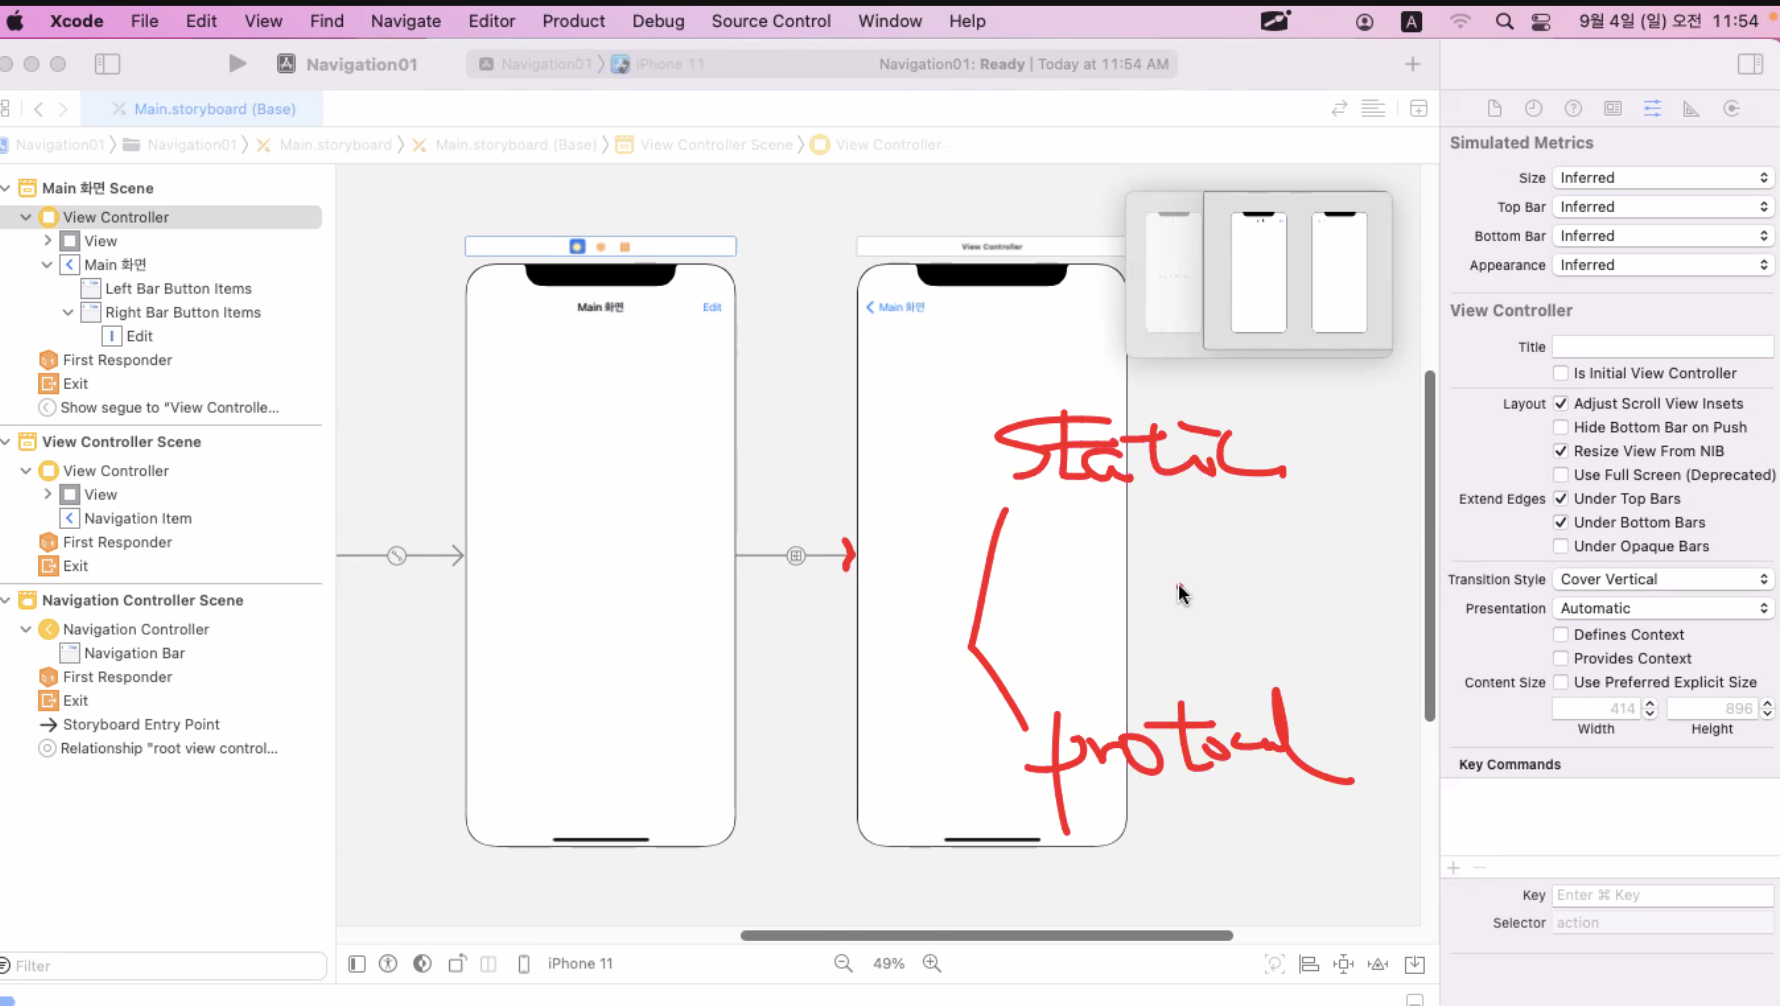 Xcode File Edit View Find Navigate Editor Product Debug Source Control Window Help A 9월 4일 (일) 오전 11:54
Navigation01 Navigation01 iPhone 11 Navigation01: Ready | Today at 11:54 AM
Main.storyboard (Base)
Navigation01 Navigation01 Main.storyboard Main.storyboard (Base) View Controller Scene View Controller
Main 화면 Scene
View Controller
View
Main 화면
Left Bar Button Items
Right Bar Button Items
Edit
First Responder
Exit
Show segue to “View Controlle...
View Controller Scene
View Controller
View
Navigation Item
First Responder
Exit
Navigation Controller Scene
Navigation Controller
Navigation Bar
First Responder
Exit
Storyboard Entry Point
Relationship "root view control...
Filter
Main 화면 Edit
View Controller
Main 화면
static
protocol
iPhone 11
49%
Simulated Metrics
Size Inferred
Top Bar Inferred
Bottom Bar Inferred
Appearance Inferred
View Controller
Title
Is Initial View Controller
Layout Adjust Scroll View Insets
Hide Bottom Bar on Push
Resize View From NIB
Use Full Screen (Deprecated)
Extend Edges Under Top Bars
Under Bottom Bars
Under Opaque Bars
Transition Style Cover Vertical
Presentation Automatic
Defines Context
Provides Context
Content Size Use Preferred Explicit Size
414 896
Width Height
Key Commands
Key Enter ⌘ Key
Selector action